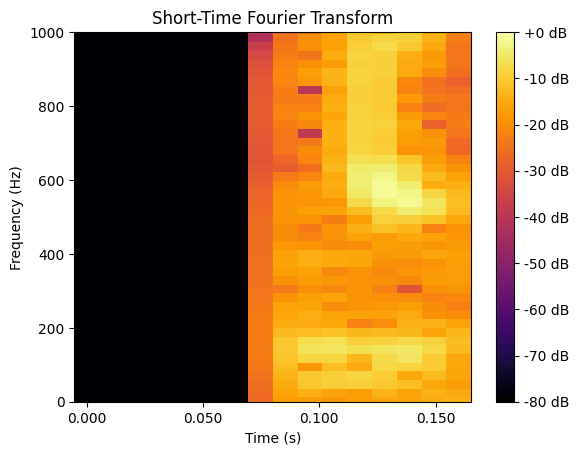 Short-Time Fourier Transform
1000
800
600
400
200
0
Frequency (Hz)
0.000
0.050
0.100
0.150
Time (s)
+0 dB
-10 dB
-20 dB
-30 dB
-40 dB
-50 dB
-60 dB
-70 dB
-80 dB